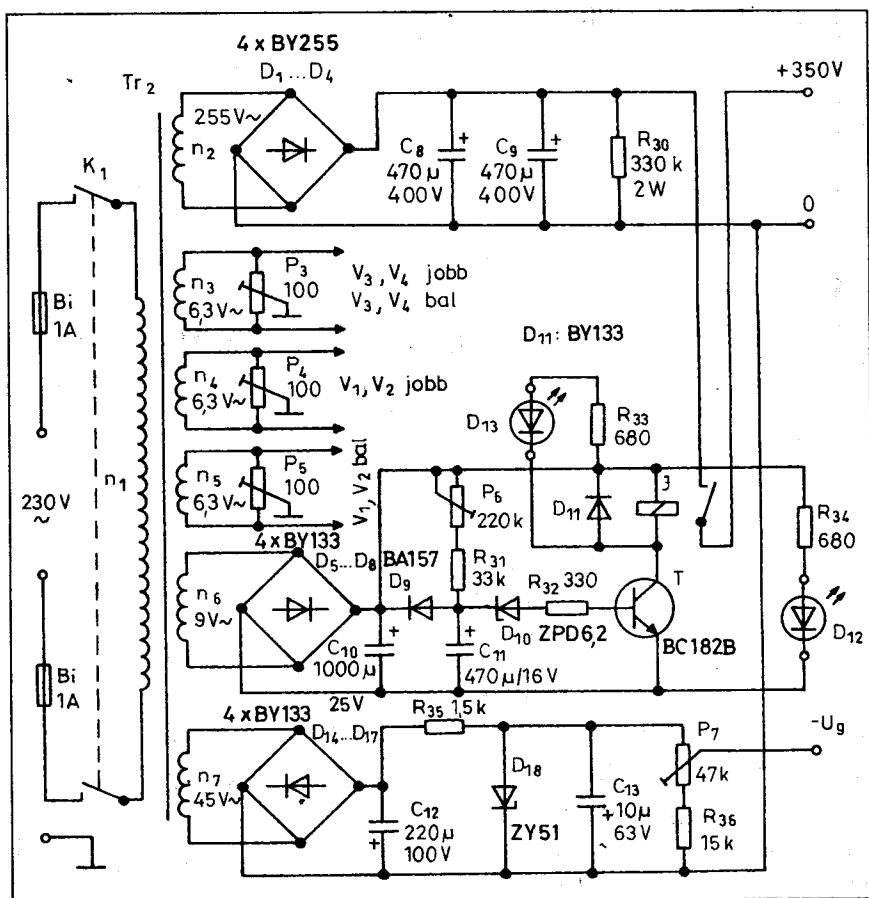 4 x BY255
D₁ ...D₄
Tr₂
255V~
n₂
C₈
+
470 µ
400V
C₉
+
470µ
400V
R₃₀
330 k
2W
+350V
0
K₁
Bi
1A
n₃
6,3V~
P₃
100
V₃ , V₄ jobb
V₃ , V₄ bal
n₄
6,3V~
P₄
100
V₁ , V₂ jobb
n₅
6,3V~
P₅
100
V₁ , V₂ bal
D₁₁ : BY133
D₁₃
R₃₃
680
230 V
~
n₁
P₆
220k
D₁₁
J
R₃₄
680
4 x BY133
D₅...D₈
BA157
D₉
R₃₁
33k
R₃₂ 330
T
n₆
9V~
D₁₀
ZPD6,2
BC182B
D₁₂
C₁₀
+
1000 µ
25V
C₁₁
+
470 µ/16V
Bi
1A
4 x BY133
D₁₄...D₁₇
R₃₅ 1,5k
n₇
45V~
C₁₂
220µ
100V
+
D₁₈
ZY51
C₁₃
10µ
63V
+
P₇
47k
R₃₆
15k
-Ug